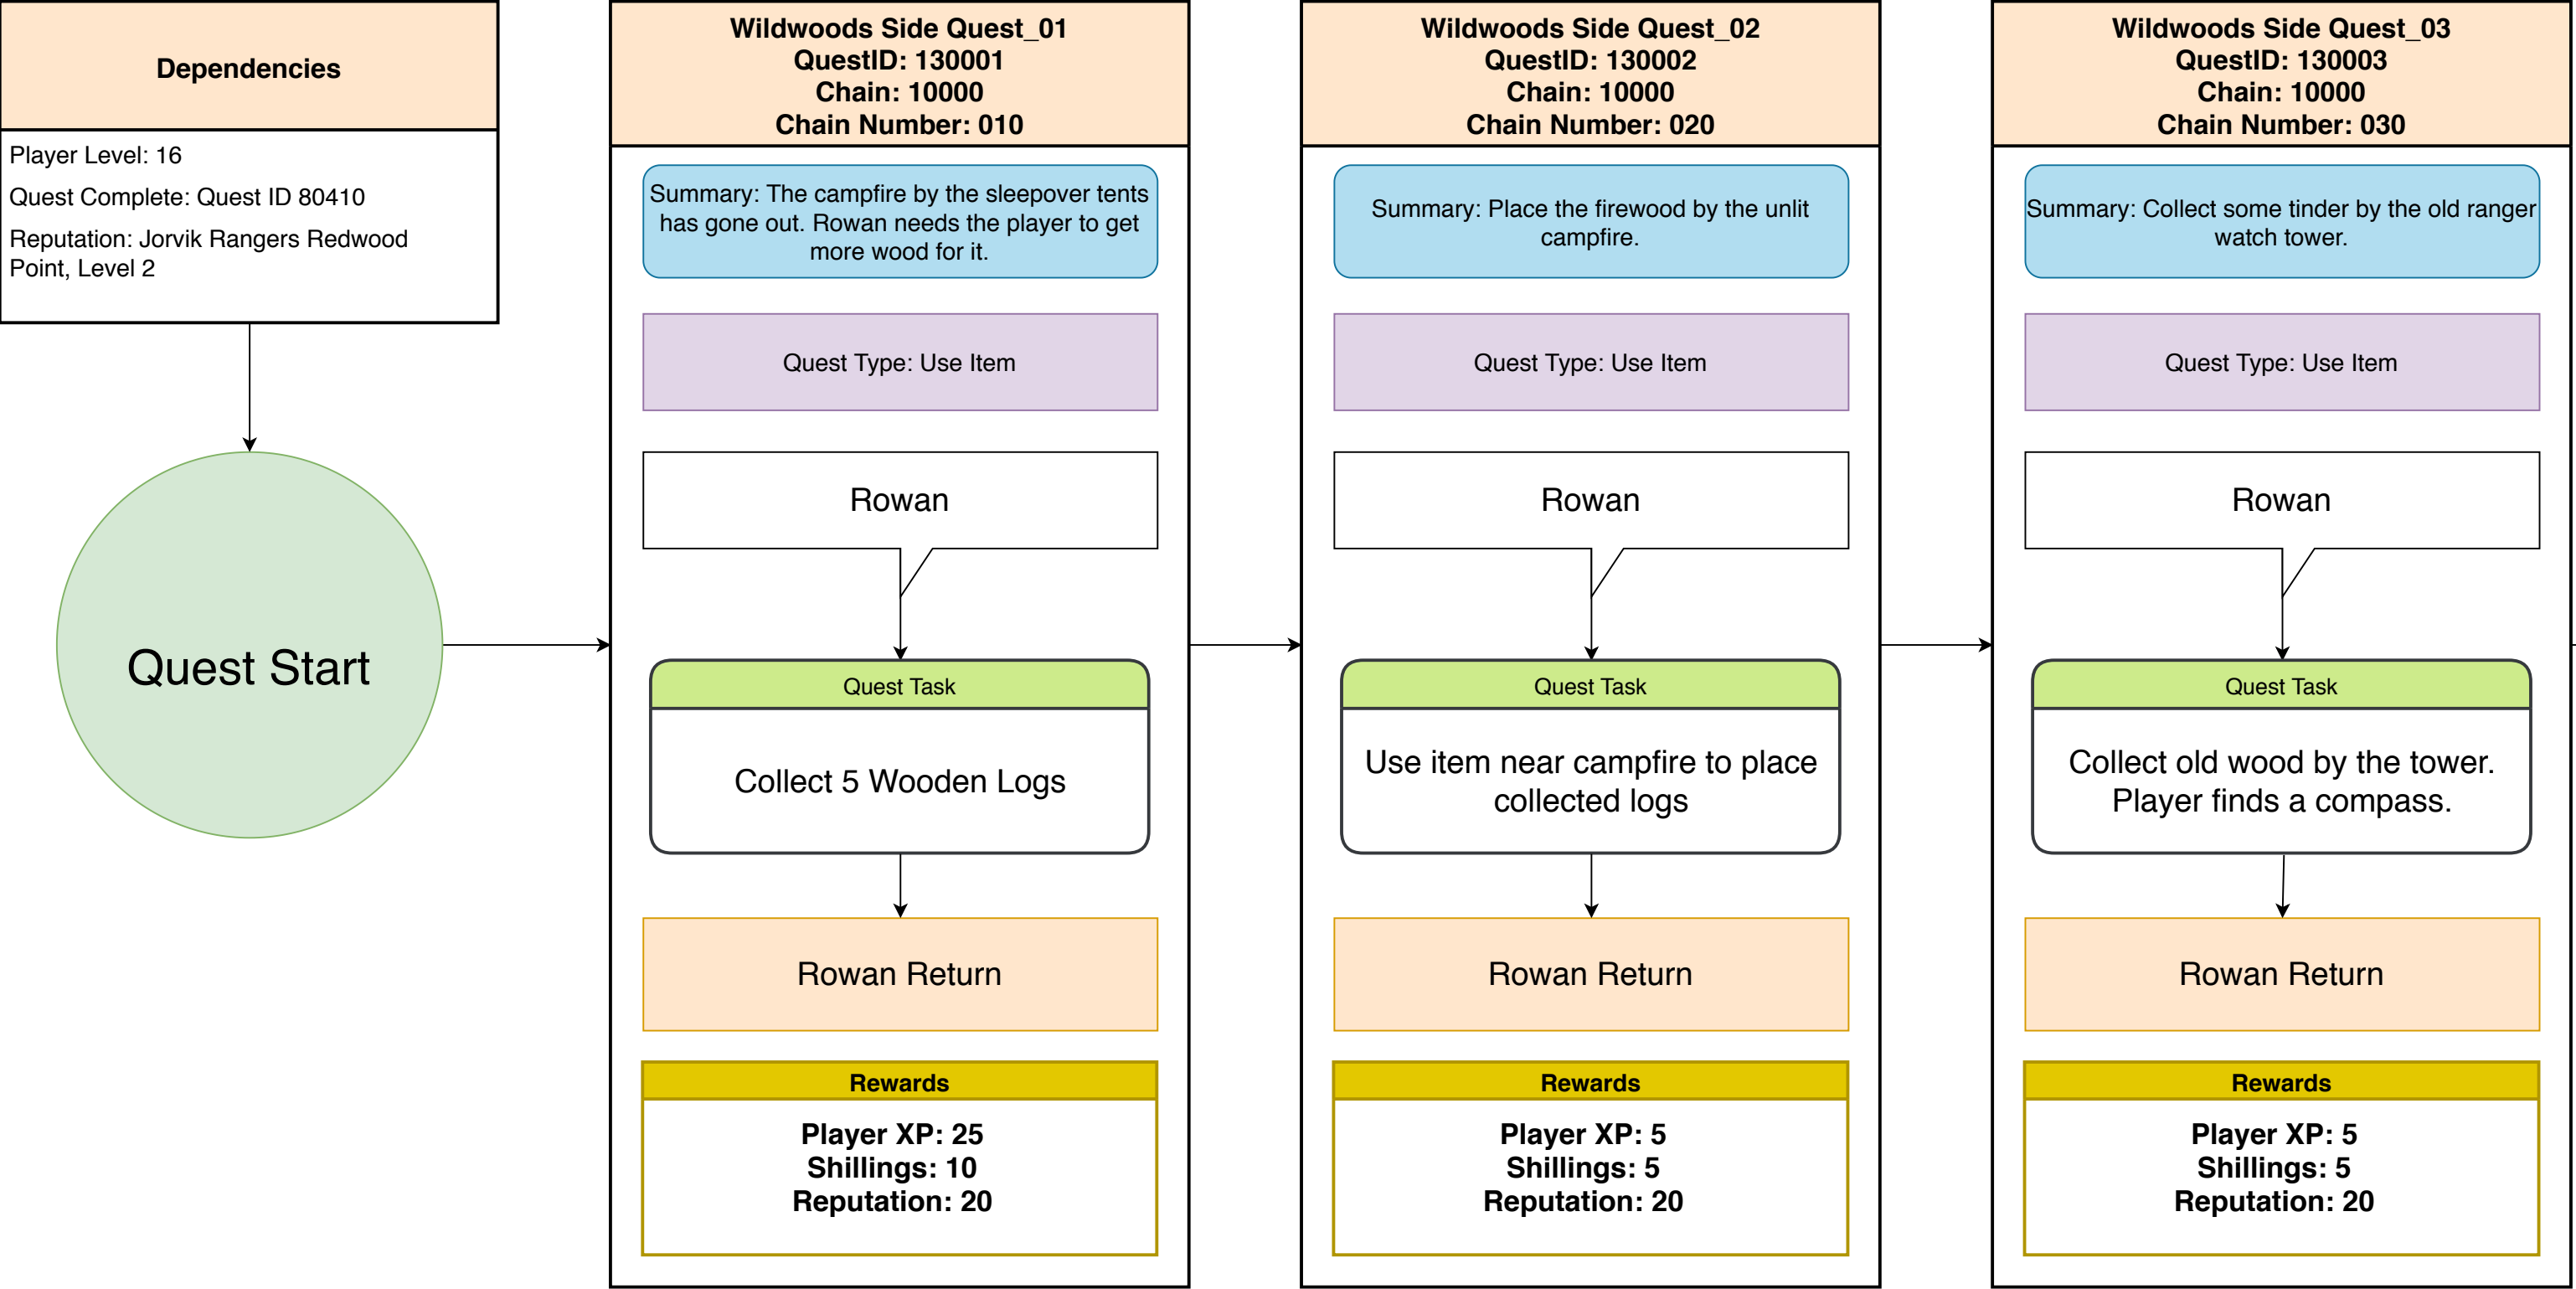 Dependencies
Player Level: 16
Quest Complete: Quest ID 80410
Reputation: Jorvik Rangers Redwood
Point, Level 2
Quest Start
Wildwoods Side Quest_01
QuestID: 130001
Chain: 10000
Chain Number: 010
Summary: The campfire by the sleepover tents
has gone out. Rowan needs the player to get
more wood for it.
Quest Type: Use Item
Rowan
Quest Task
Collect 5 Wooden Logs
Rowan Return
Rewards
Player XP: 25
Shillings: 10
Reputation: 20
Wildwoods Side Quest_02
QuestID: 130002
Chain: 10000
Chain Number: 020
Summary: Place the firewood by the unlit
campfire.
Quest Type: Use Item
Rowan
Quest Task
Use item near campfire to place
collected logs
Rowan Return
Rewards
Player XP: 5
Shillings: 5
Reputation: 20
Wildwoods Side Quest_03
QuestID: 130003
Chain: 10000
Chain Number: 030
Summary: Collect some tinder by the old ranger
watch tower.
Quest Type: Use Item
Rowan
Quest Task
Collect old wood by the tower.
Player finds a compass.
Rowan Return
Rewards
Player XP: 5
Shillings: 5
Reputation: 20